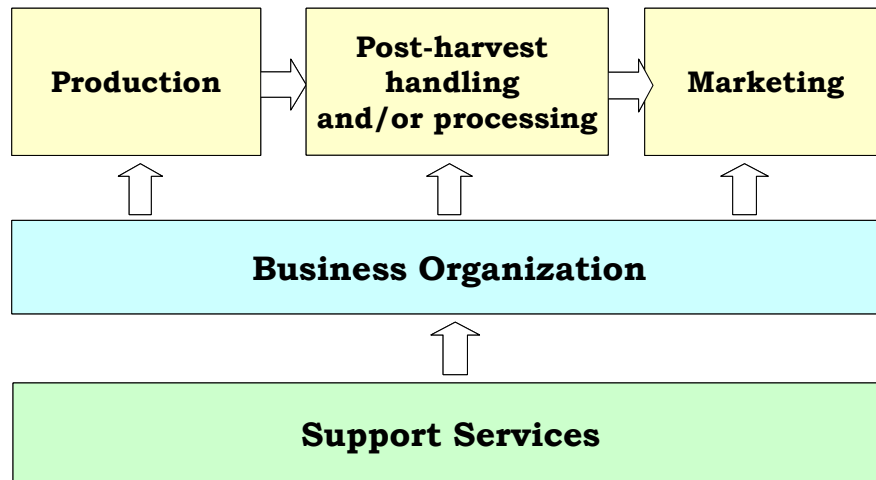 Production
Post-harvest
handling
and/or processing
Marketing
Business Organization
Support Services